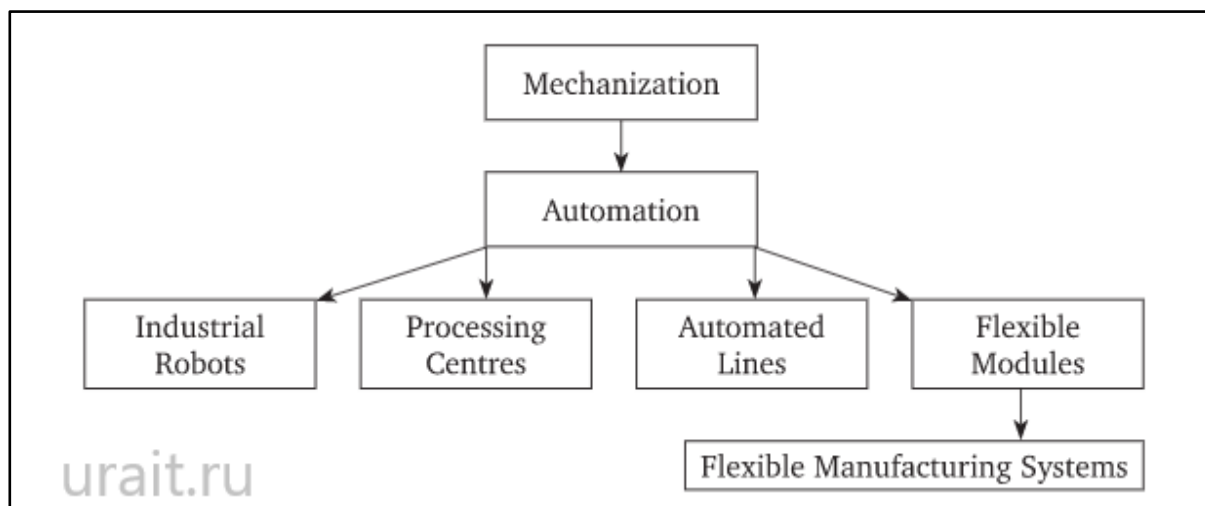 Mechanization
Automation
Industrial
Robots
Processing
Centres
Automated
Lines
Flexible
Modules
Flexible Manufacturing Systems
urait.ru